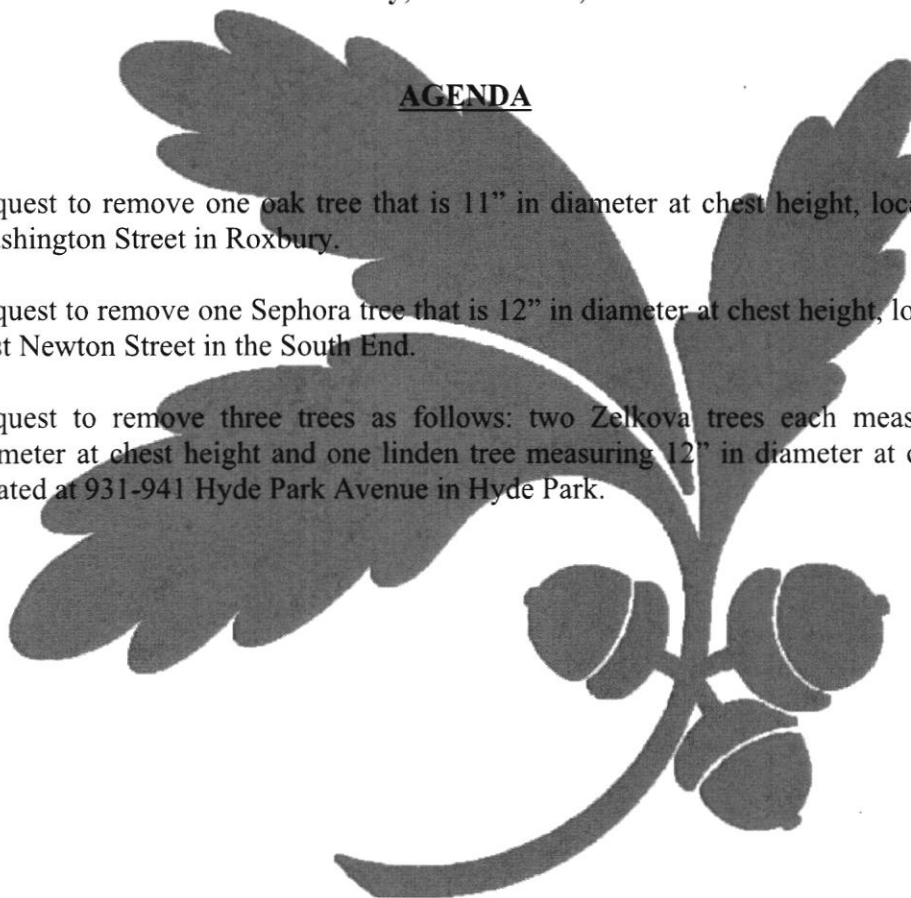 AGENDA
quest to remove one oak tree that is 11” in diameter at chest height, loca
shington Street in Roxbury.
quest to remove one Sephora tree that is 12” in diameter at chest height, lo
st Newton Street in the South End.
quest to remove three trees as follows: two Zelkova trees each meas
meter at chest height and one linden tree measuring 12” in diameter at c
ated at 931-941 Hyde Park Avenue in Hyde Park.